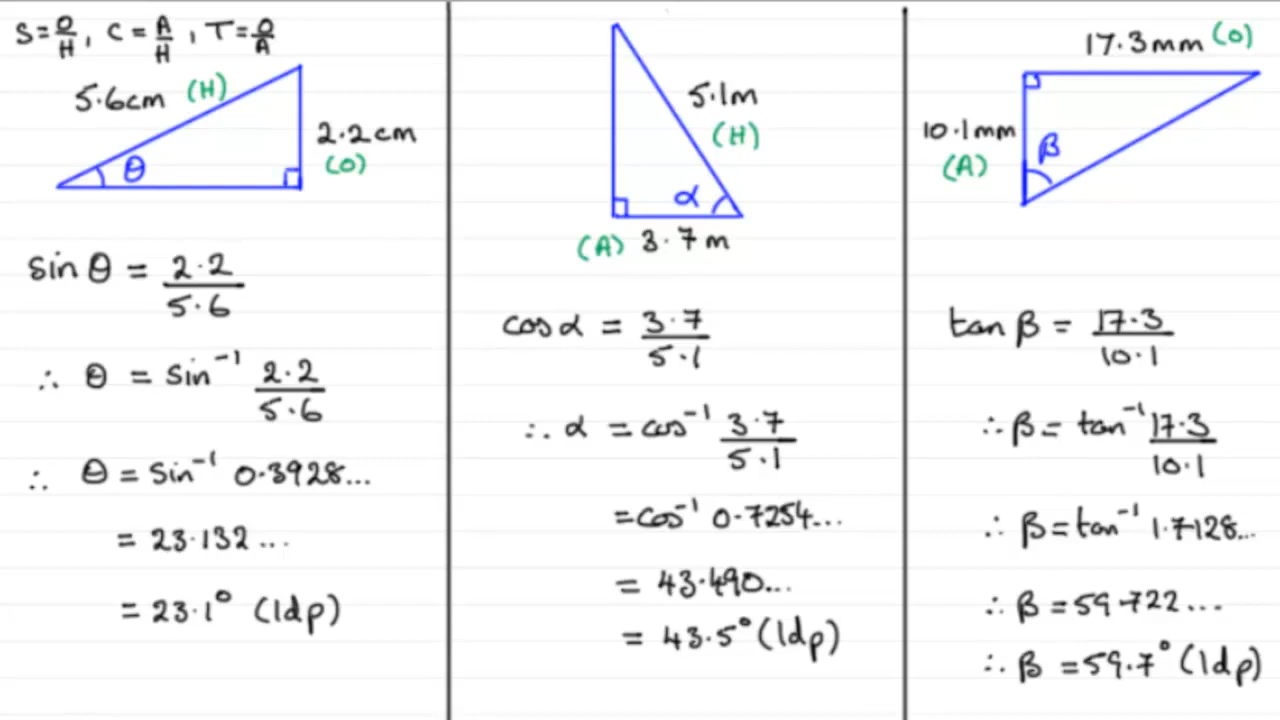 S = O/H, C = A/H, T = O/A
5.6cm (H)
2.2cm
(O)
θ
sin θ = 2.2/5.6
∴ θ = sin⁻¹ 2.2/5.6
∴ θ = sin⁻¹ 0.3928...
= 23.132...
= 23.1° (1dp)
5.1m
(H)
α
(A) 3.7m
cos α = 3.7/5.1
∴ α = cos⁻¹ 3.7/5.1
= cos⁻¹ 0.7254...
= 43.490...
= 43.5° (1dp)
17.3mm (O)
10.1mm
(A)
β
tan β = 17.3/10.1
∴ β = tan⁻¹ 17.3/10.1
∴ β = tan⁻¹ 1.7128...
∴ β = 59.722...
∴ β = 59.7° (1dp)